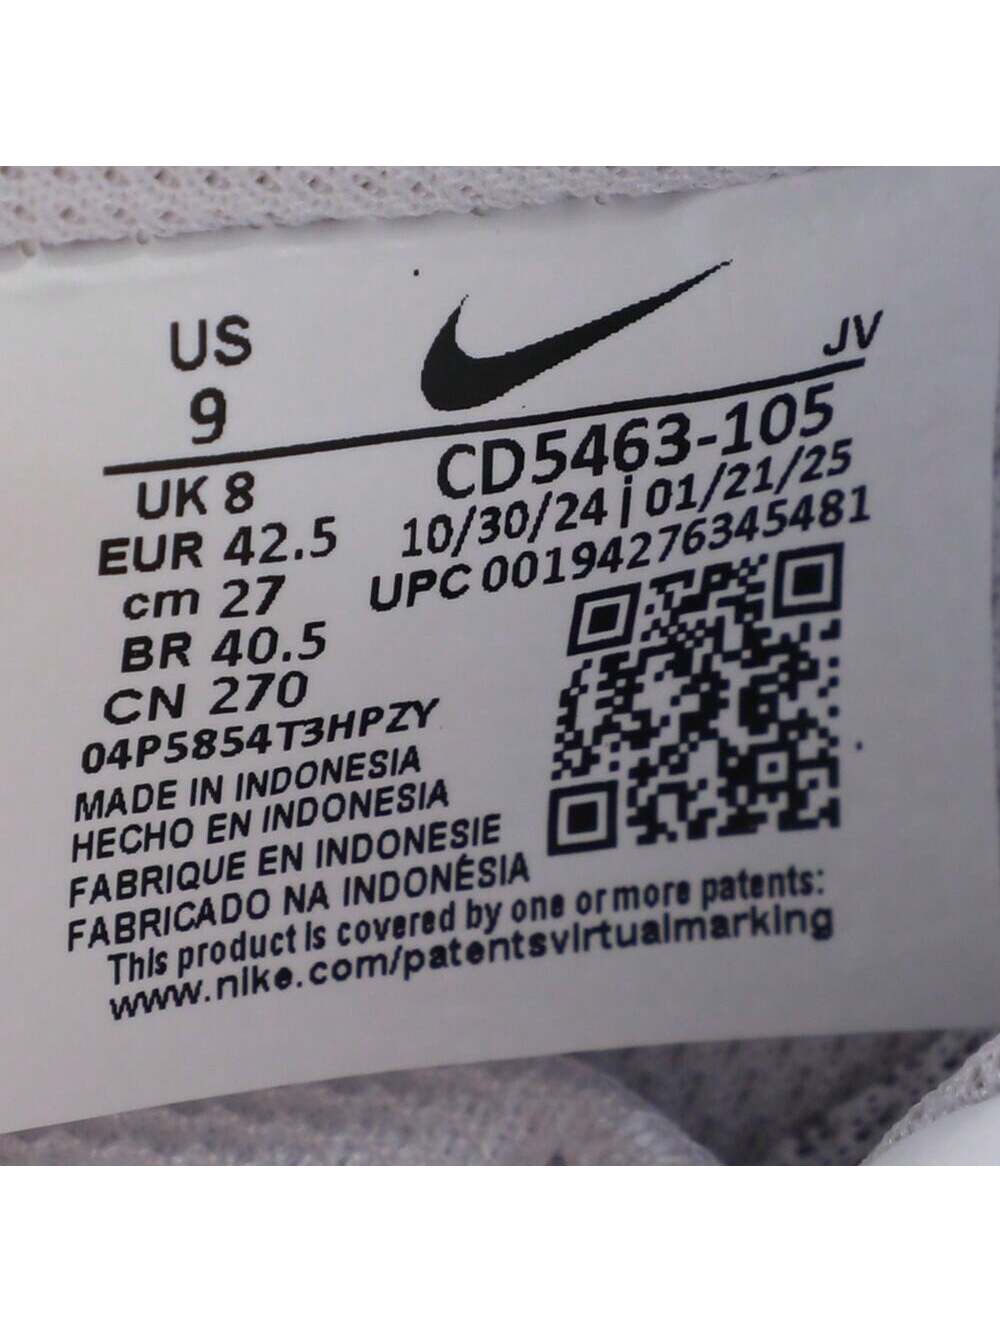 US
9
JV
UK 8
EUR 42.5
cm 27
BR 40.5
CN 270
CD5463-105
10/30/24 | 01/21/25
UPC 00194276345481
04P5854T3HPZY
MADE IN INDONESIA
HECHO EN INDONESIA
FABRIQUE EN INDONESIE
FABRICADO NA INDONÉSIA
This product is covered by one or more patents:
www.nike.com/patentsvirtualmarking